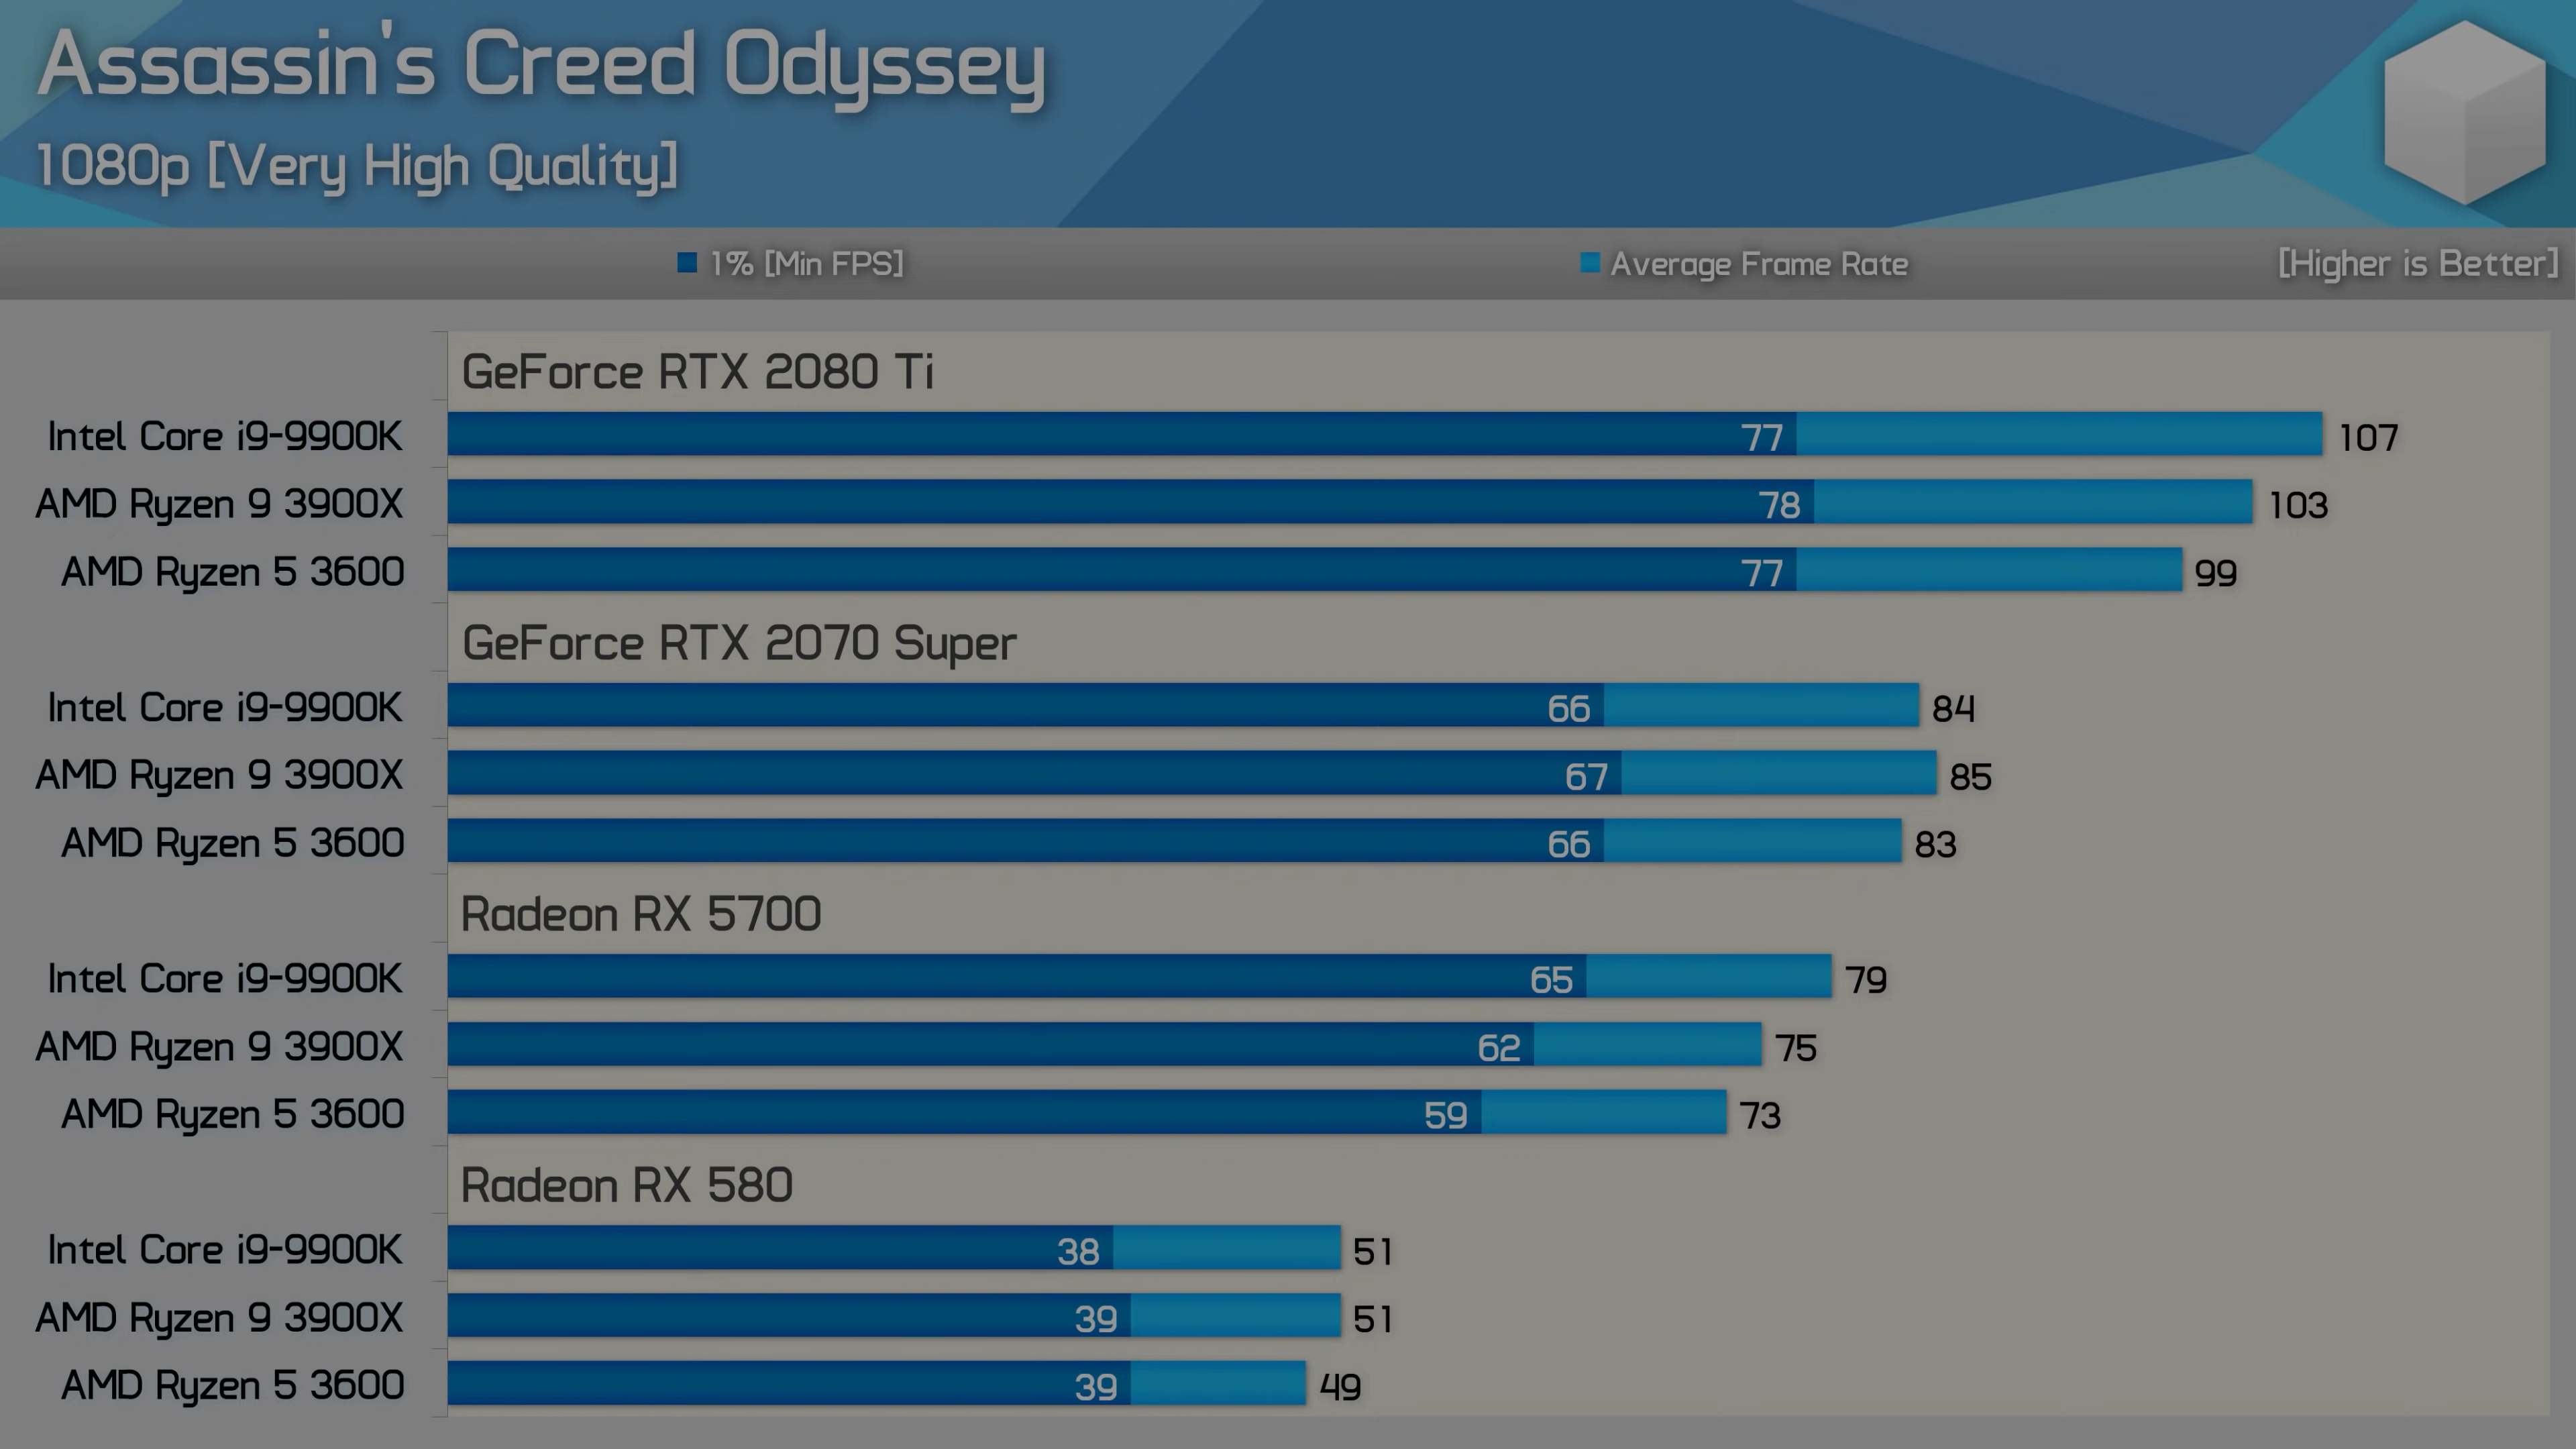 Assassin's Creed Odyssey
1080p [Very High Quality]
1% [Min FPS] Average Frame Rate [Higher is Better]
GeForce RTX 2080 Ti
Intel Core i9-9900K 77 107
AMD Ryzen 9 3900X 78 103
AMD Ryzen 5 3600 77 99
GeForce RTX 2070 Super
Intel Core i9-9900K 66 84
AMD Ryzen 9 3900X 67 85
AMD Ryzen 5 3600 66 83
Radeon RX 5700
Intel Core i9-9900K 65 79
AMD Ryzen 9 3900X 62 75
AMD Ryzen 5 3600 59 73
Radeon RX 580
Intel Core i9-9900K 38 51
AMD Ryzen 9 3900X 39 51
AMD Ryzen 5 3600 39 49